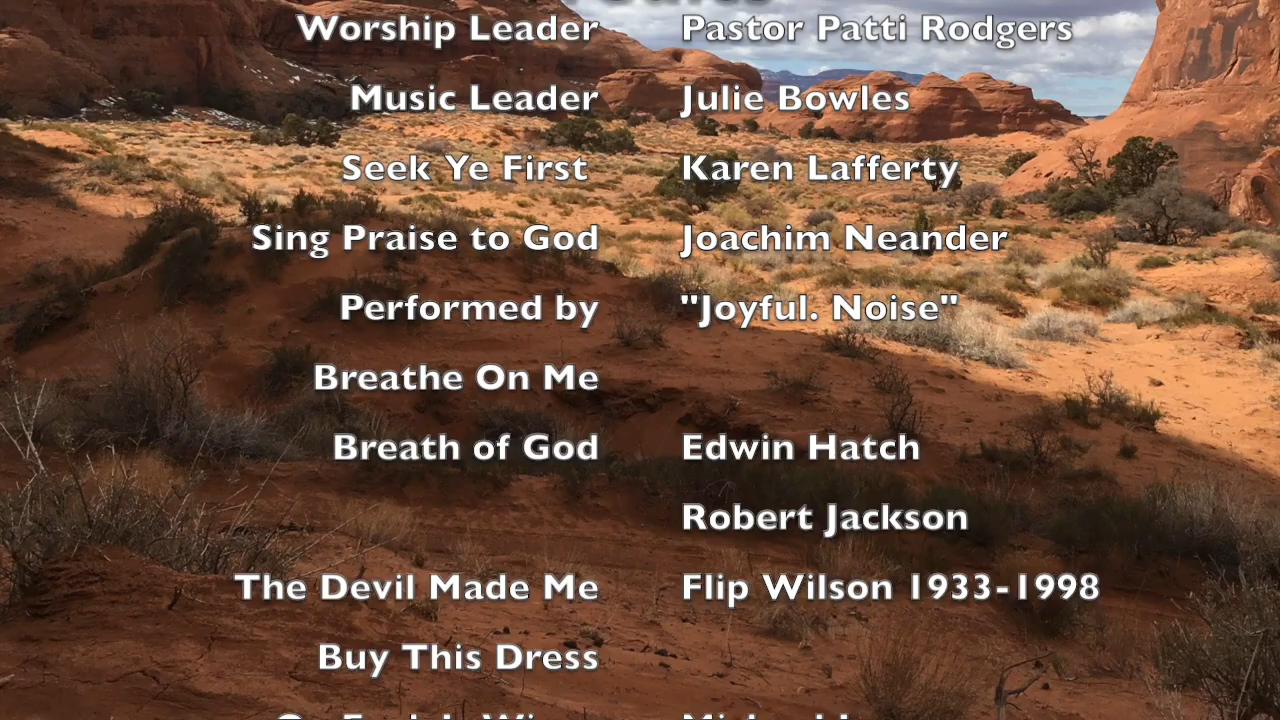 Worship Leader Pastor Patti Rodgers
Music Leader Julie Bowles
Seek Ye First Karen Lafferty
Sing Praise to God Joachim Neander
Performed by "Joyful. Noise"
Breathe On Me
Breath of God Edwin Hatch
Robert Jackson
The Devil Made Me Flip Wilson 1933-1998
Buy This Dress